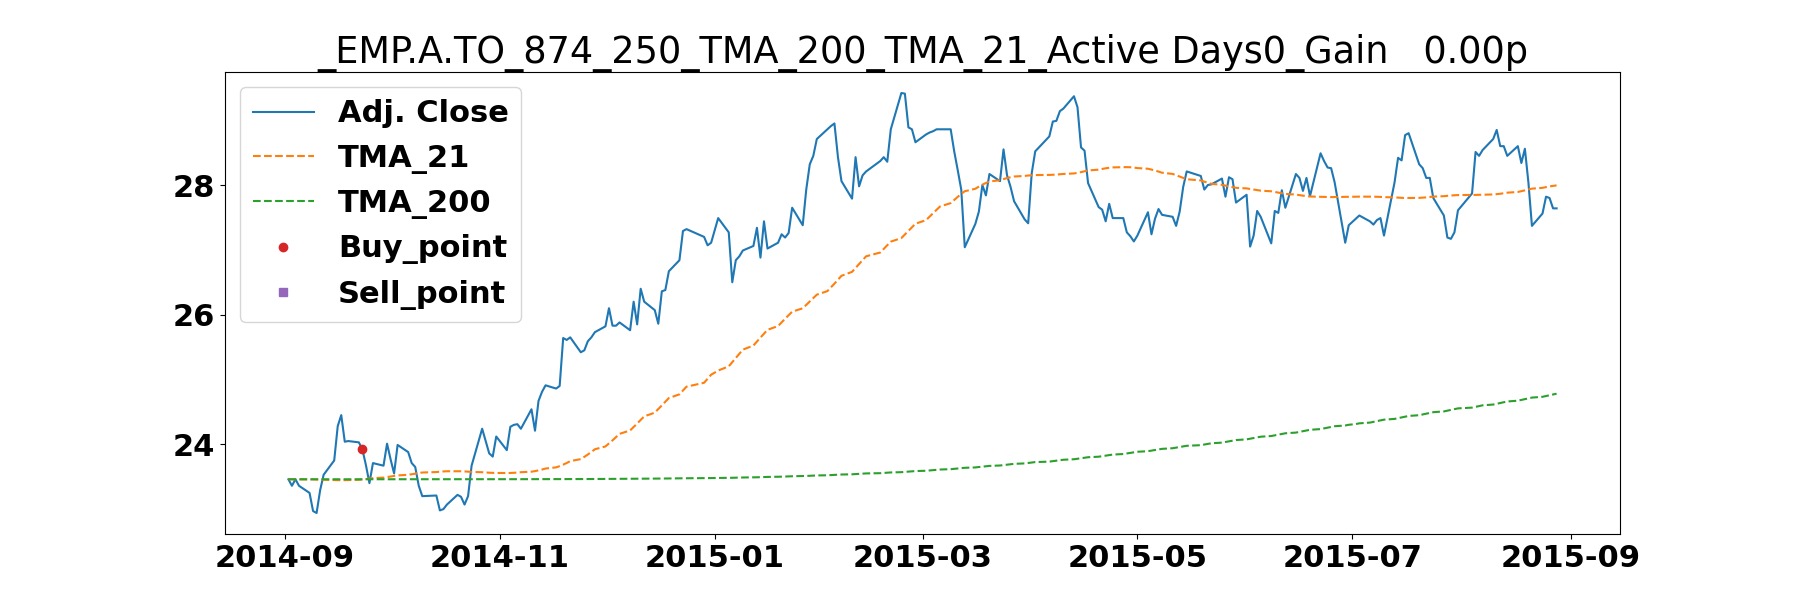 _EMP.A.TO_874_250_TMA_200_TMA_21_Active Days0_Gain   0.00p
Adj. Close
TMA_21
TMA_200
Buy_point
Sell_point
28
26
24
2014-09 2014-11 2015-01 2015-03 2015-05 2015-07 2015-09